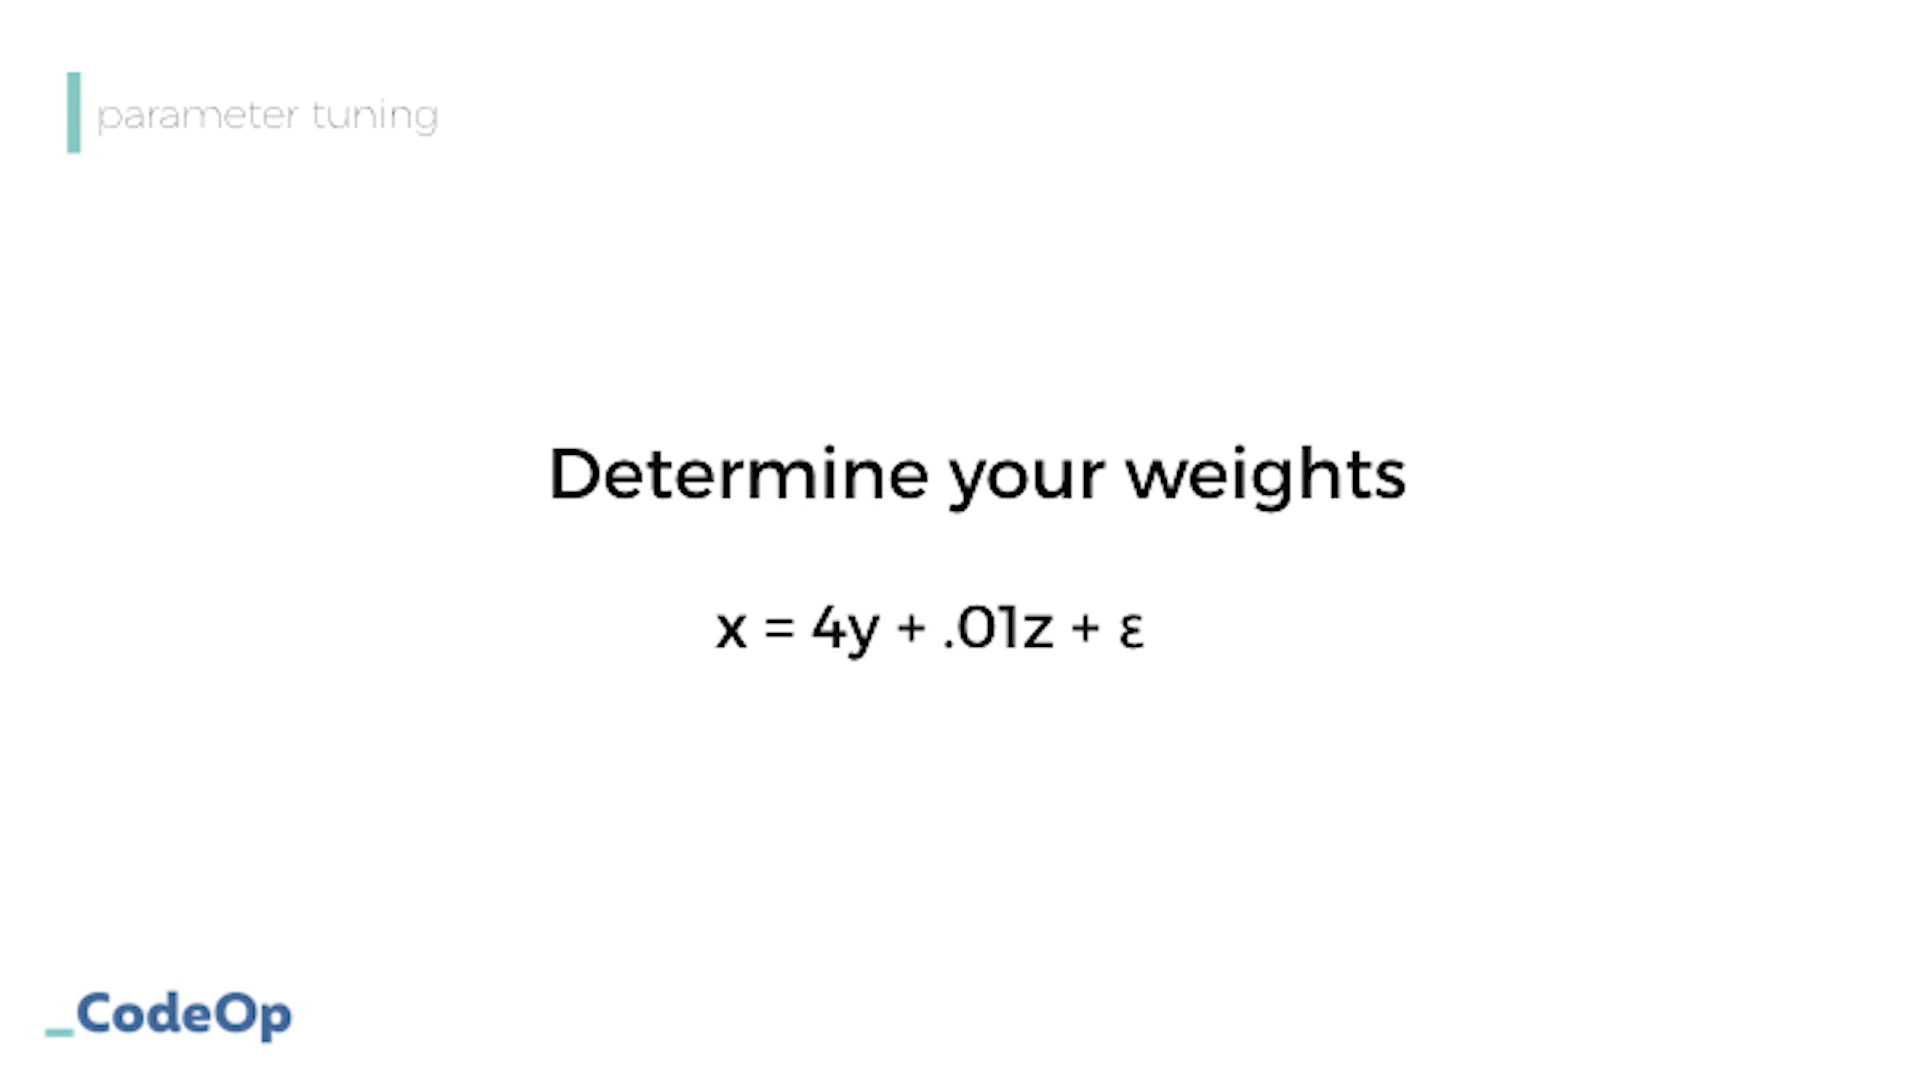 parameter tuning
Determine your weights
x = 4y + .01z + ε
_CodeOp